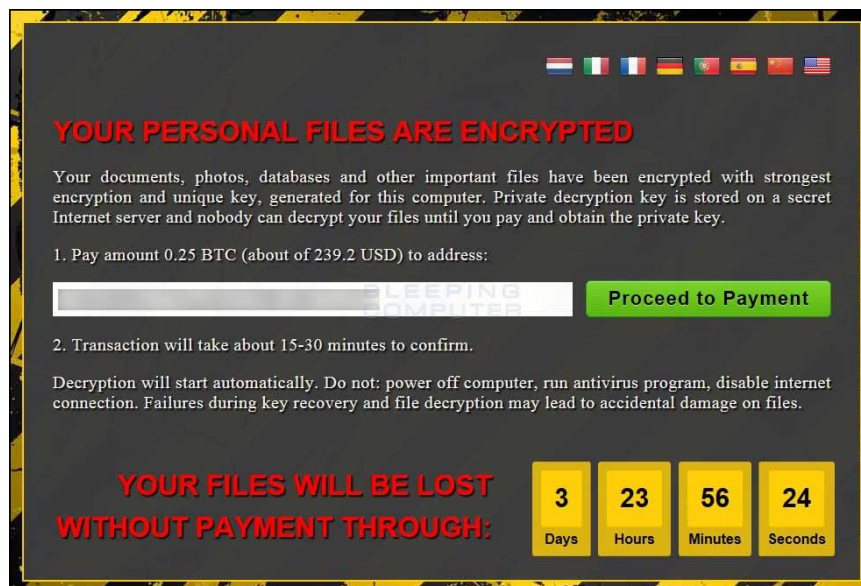 YOUR PERSONAL FILES ARE ENCRYPTED
Your documents, photos, databases and other important files have been encrypted with strongest
encryption and unique key, generated for this computer. Private decryption key is stored on a secret
Internet server and nobody can decrypt your files until you pay and obtain the private key.
1. Pay amount 0.25 BTC (about of 239.2 USD) to address:
BLEEPING
COMPUTER
Proceed to Payment
2. Transaction will take about 15-30 minutes to confirm.
Decryption will start automatically. Do not: power off computer, run antivirus program, disable internet
connection. Failures during key recovery and file decryption may lead to accidental damage on files.
YOUR FILES WILL BE LOST
WITHOUT PAYMENT THROUGH:
3 23 56 24
Days Hours Minutes Seconds